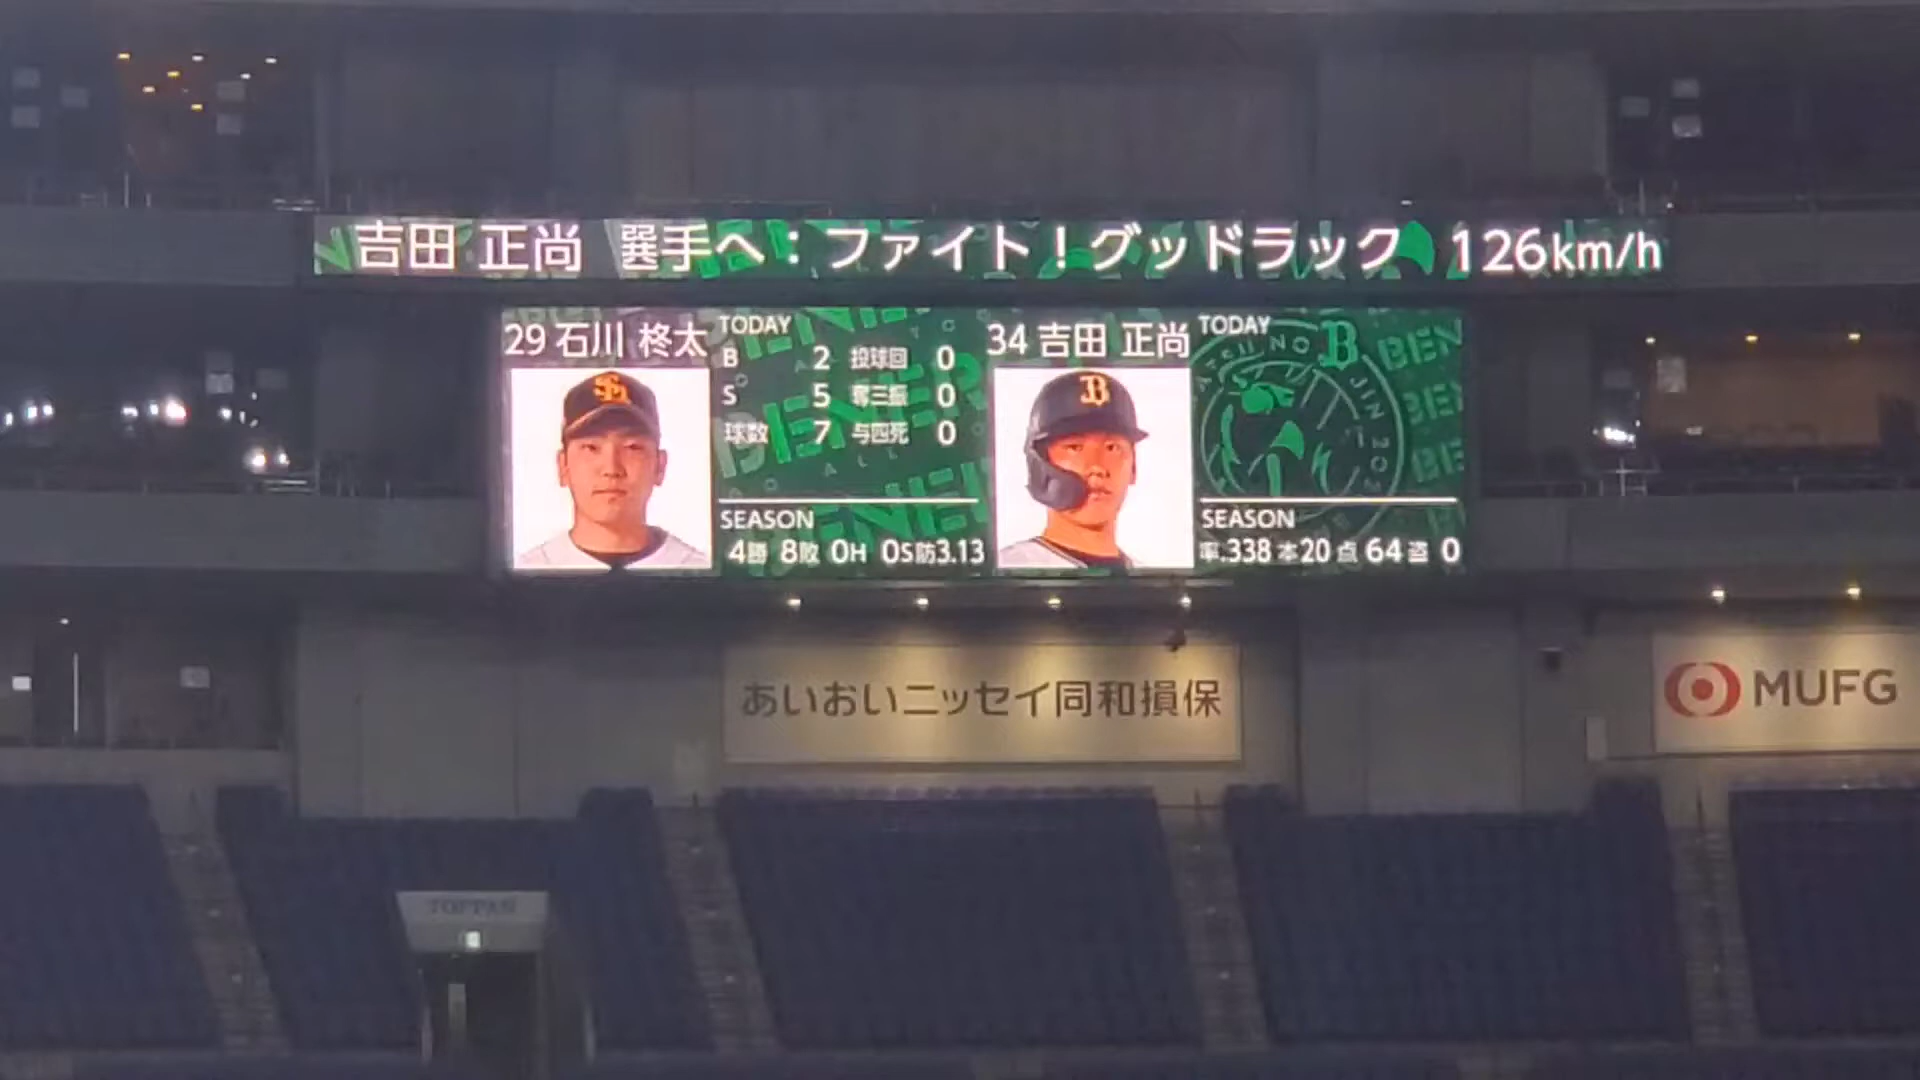 吉田 正尚 選手へ：ファイト！グッドラック 126km/h
29 石川 柊太
TODAY
B 2 投球回 0
S 5 奪三振 0
球数 7 与四死 0
SEASON
4勝 8敗 0H 0S防3.13
34 吉田 正尚
TODAY
SEASON
率.338 本20 点 64 盗 0
あいおいニッセイ同和損保
MUFG
TOPPAN